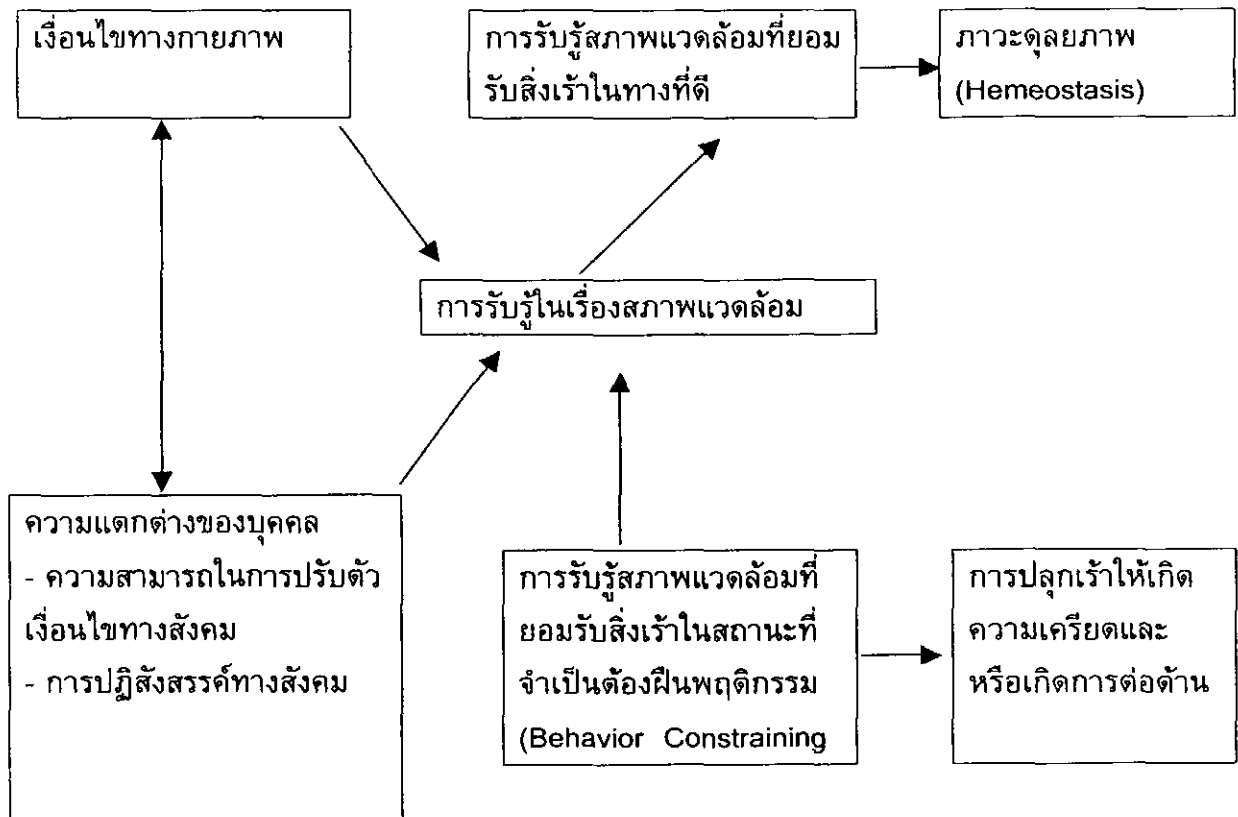 เงื่อนไขทางกายภาพ
การรับรู้สภาพแวดล้อมที่ยอม
รับสิ่งเร้าในทางที่ดี
ภาวะดุลยภาพ
(Hemeostasis)
การรับรู้ในเรื่องสภาพแวดล้อม
ความแตกต่างของบุคคล
- ความสามารถในการปรับตัว
เงื่อนไขทางสังคม
- การปฏิสังสรรค์ทางสังคม
การรับรู้สภาพแวดล้อมที่
ยอมรับสิ่งเร้าในสถานะที่
จำเป็นต้องฝืนพฤติกรรม
(Behavior Constraining
การปลุกเร้าให้เกิด
ความเครียดและ
หรือเกิดการต่อต้าน